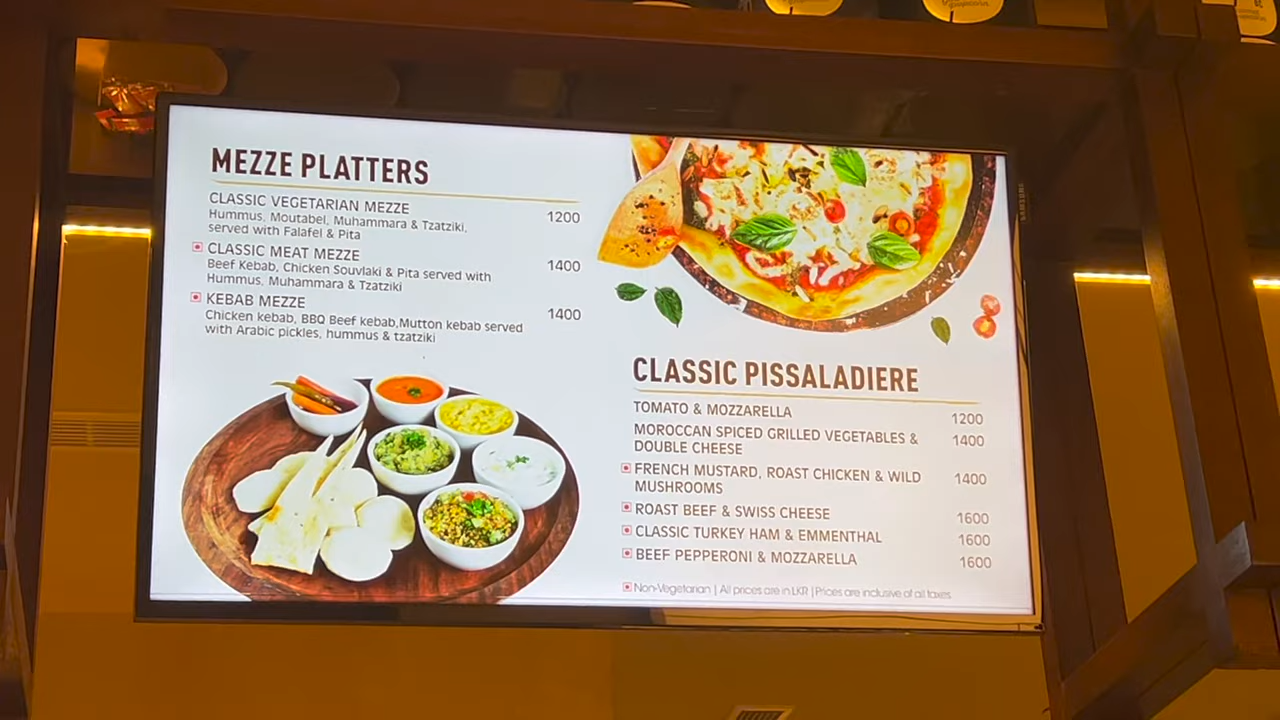 MEZZE PLATTERS
CLASSIC VEGETARIAN MEZZE
Hummus, Moutabel, Muhammara & Tzatziki,
served with Falafel & Pita
1200
CLASSIC MEAT MEZZE
Beef Kebab, Chicken Souvlaki & Pita served with
Hummus, Muhammara & Tzatziki
1400
KEBAB MEZZE
Chicken kebab, BBQ Beef kebab,Mutton kebab served
with Arabic pickles, hummus & tzatziki
1400
CLASSIC PISSALADIERE
TOMATO & MOZZARELLA 1200
MOROCCAN SPICED GRILLED VEGETABLES & 1400
DOUBLE CHEESE
FRENCH MUSTARD, ROAST CHICKEN & WILD 1400
MUSHROOMS
ROAST BEEF & SWISS CHEESE 1600
CLASSIC TURKEY HAM & EMMENTHAL 1600
BEEF PEPPERONI & MOZZARELLA 1600
Non-Vegetarian | All prices are in LKR | Prices are inclusive of all taxes
SAMSUNG